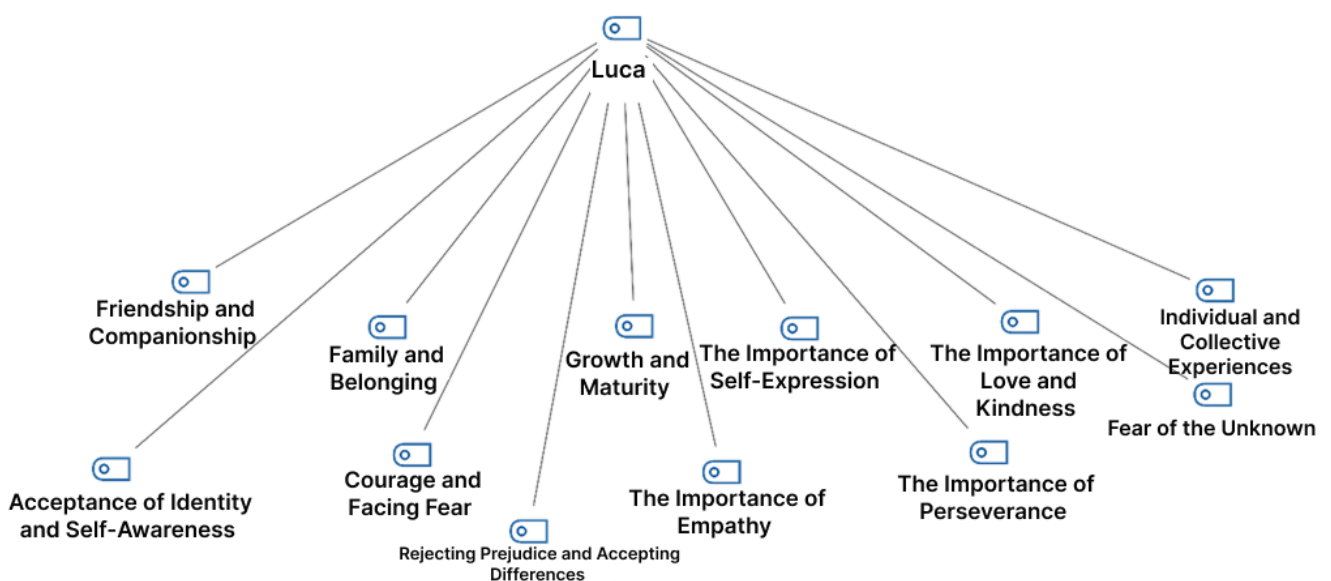 Luca
Friendship and
Companionship
Family and
Belonging
Growth and
Maturity
The Importance of
Self-Expression
The Importance of
Love and
Kindness
Individual and
Collective
Experiences
Fear of the Unknown
Acceptance of Identity
and Self-Awareness
Courage and
Facing Fear
Rejecting Prejudice and Accepting
Differences
The Importance of
Empathy
The Importance of
Perseverance